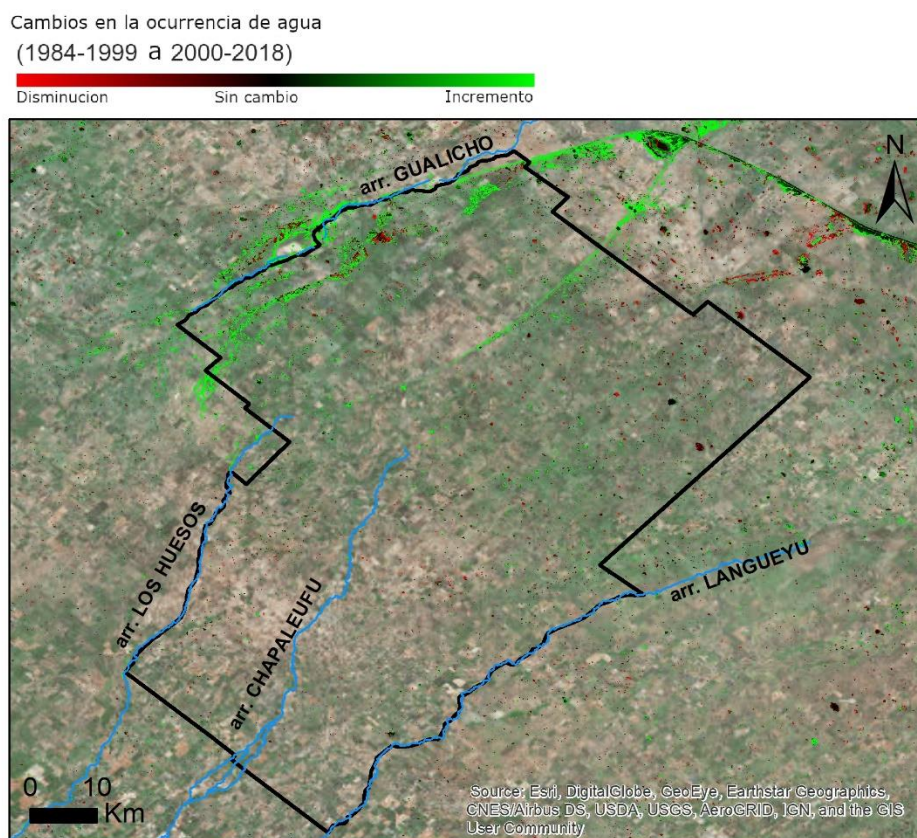 Cambios en la ocurrencia de agua
(1984-1999 a 2000-2018)
Disminucion Sin cambio Incremento
arr. GUALICHO
N
arr. LOS HUESOS
arr. CHAPALEUFU
arr. LANGUEYU
0 10
Km
Source: Esri, DigitalGlobe, GeoEye, Earthstar Geographics,
CNES/Airbus DS, USDA, USGS, AeroGRID, IGN, and the GIS
User Community